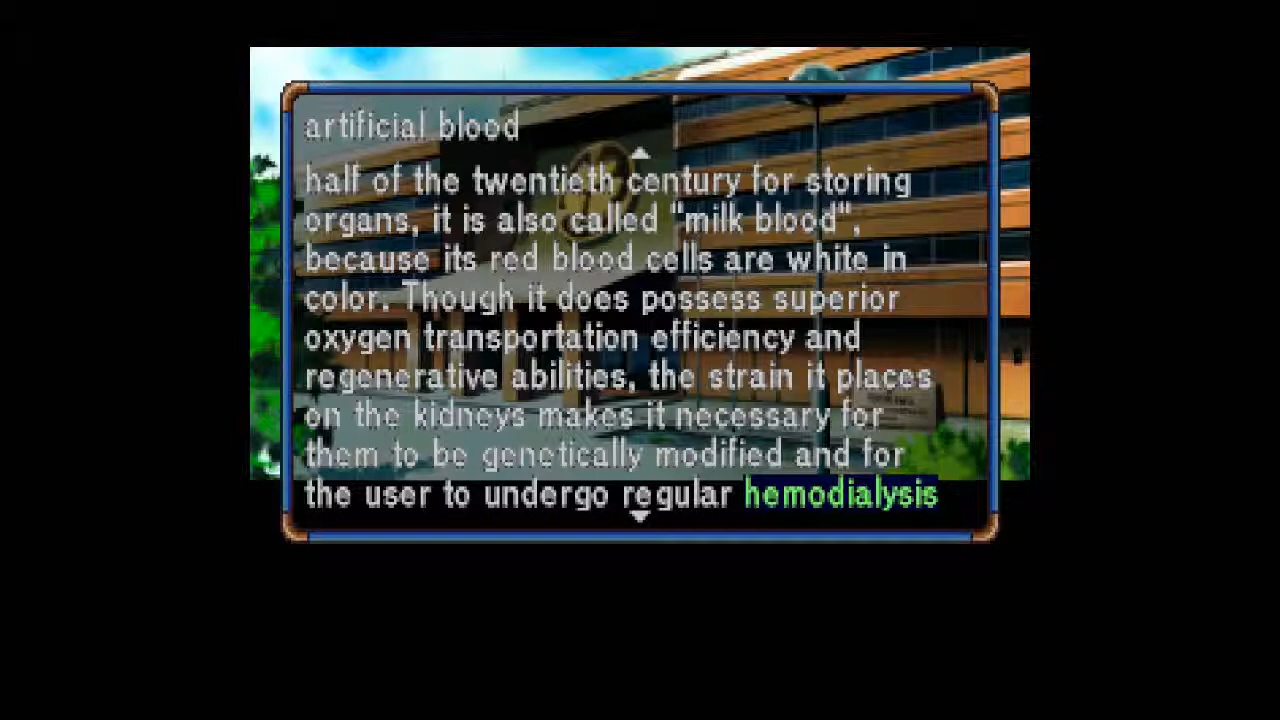 artificial blood
half of the twentieth century for storing
organs, it is also called "milk blood",
because its red blood cells are white in
color. Though it does possess superior
oxygen transportation efficiency and
regenerative abilities, the strain it places
on the kidneys makes it necessary for
them to be genetically modified and for
the user to undergo regular hemodialysis